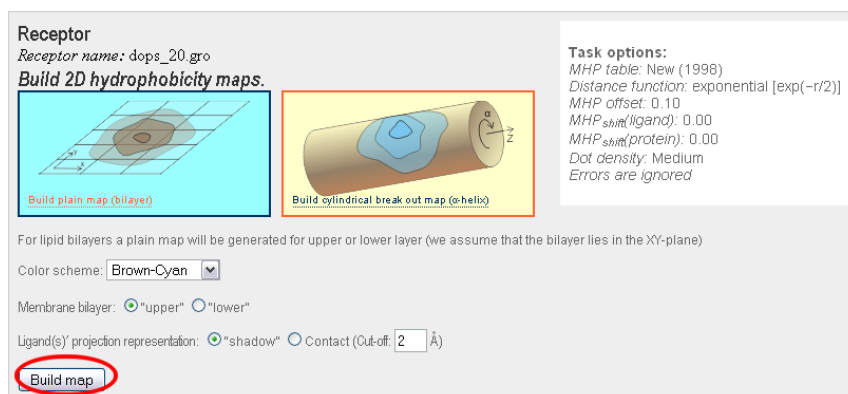 Receptor
Receptor name: dops_20.gro
Build 2D hydrophobicity maps.
Y
X
Build plain map (bilayer)
α
Z
Build cylindrical break out map (α-helix)
Task options:
MHP table: New (1998)
Distance function: exponential [exp(−r/2)]
MHP offset: 0.10
MHPshift(ligand): 0.00
MHPshift(protein): 0.00
Dot density: Medium
Errors are ignored
For lipid bilayers a plain map will be generated for upper or lower layer (we assume that the bilayer lies in the XY-plane)
Color scheme: Brown-Cyan
Membrane bilayer: "upper" "lower"
Ligand(s)' projection representation: "shadow" Contact (Cut-off: 2 Å)
Build map